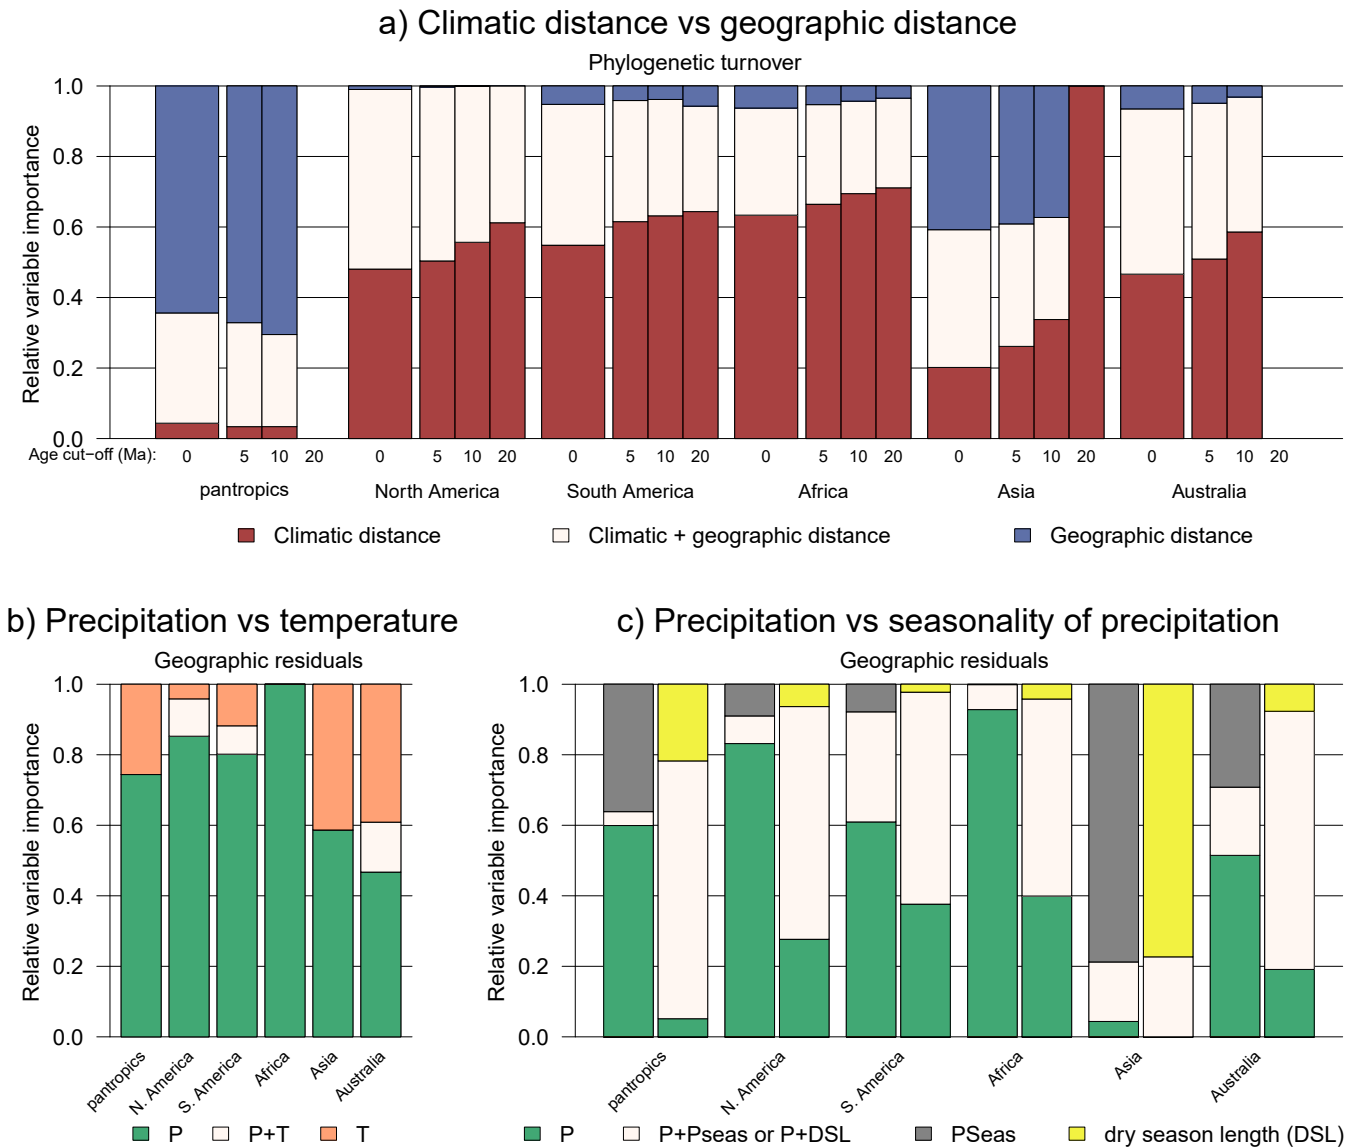 a) Climatic distance vs geographic distance
Phylogenetic turnover
Relative variable importance
1.0
0.8
0.6
0.4
0.2
0.0
Age cut−off (Ma): 0 5 10 20 0 5 10 20 0 5 10 20 0 5 10 20 0 5 10 20 0 5 10 20
pantropics North America South America Africa Asia Australia
Climatic distance Climatic + geographic distance Geographic distance
b) Precipitation vs temperature
Geographic residuals
Relative variable importance
1.0
0.8
0.6
0.4
0.2
0.0
pantropics N. America S. America Africa Asia Australia
P P+T T
c) Precipitation vs seasonality of precipitation
Geographic residuals
Relative variable importance
1.0
0.8
0.6
0.4
0.2
0.0
pantropics N. America S. America Africa Asia Australia
P P+Pseas or P+DSL PSeas dry season length (DSL)